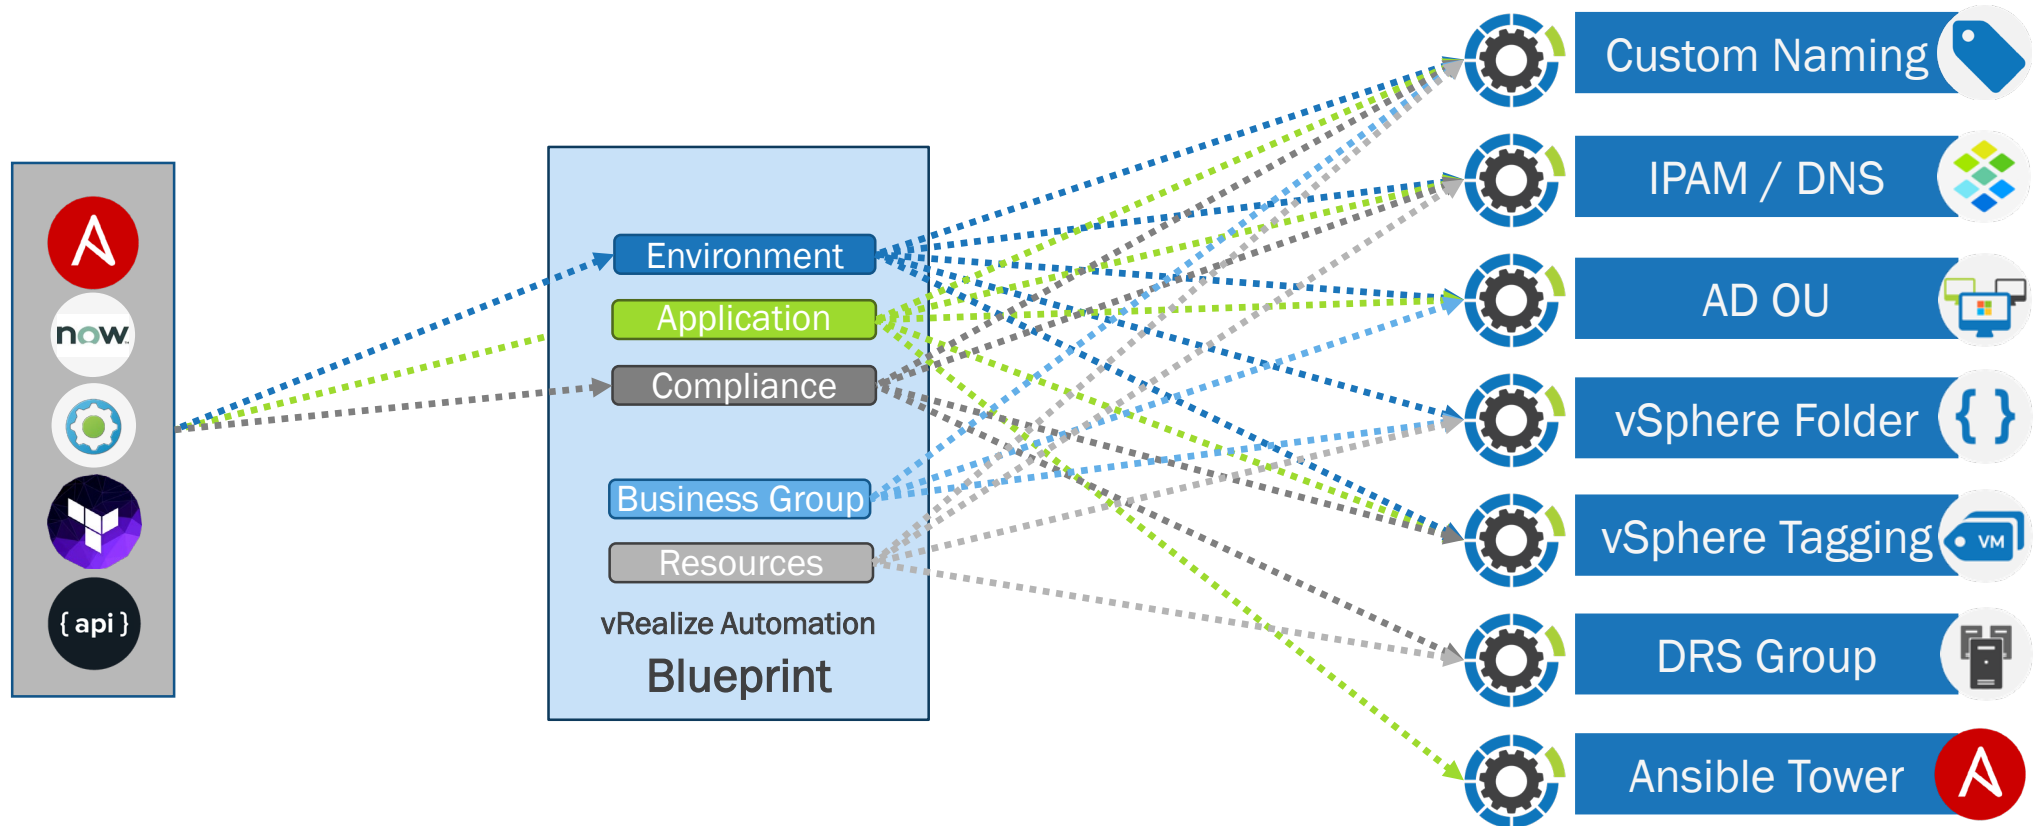 now
{ api }
Environment
Application
Compliance
Business Group
Resources
vRealize Automation
Blueprint
Custom Naming
IPAM / DNS
AD OU
vSphere Folder
{ }
vSphere Tagging
VM
DRS Group
Ansible Tower